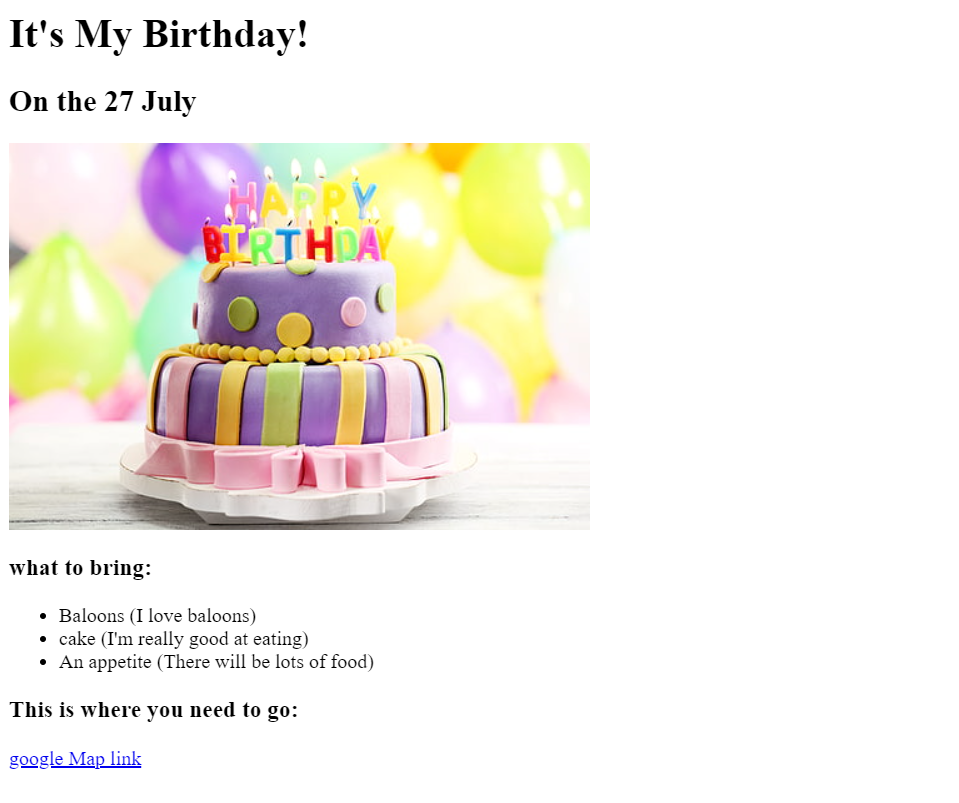 It's My Birthday!
On the 27 July
HAPPY
BIRTHDAY
what to bring:
Baloons (I love baloons)
cake (I'm really good at eating)
An appetite (There will be lots of food)
This is where you need to go:
google Map link